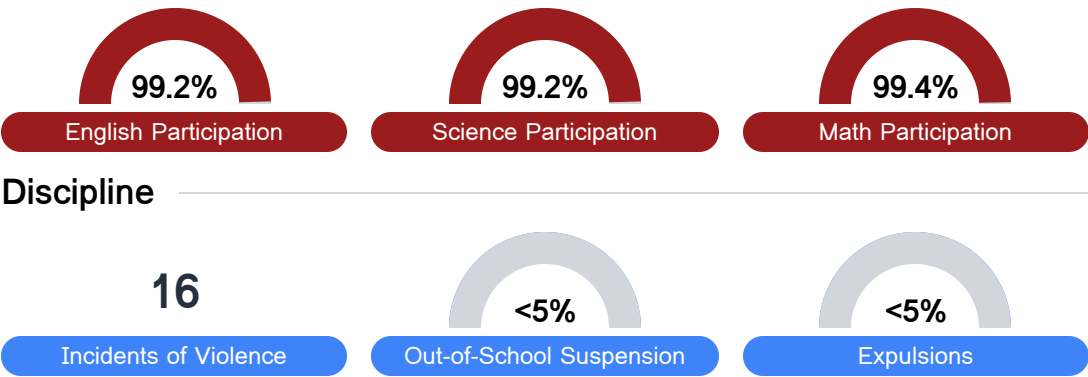 99.2%
99.2%
99.4%
English Participation
Science Participation
Math Participation
Discipline
16
<5%
<5%
Incidents of Violence
Out-of-School Suspension
Expulsions